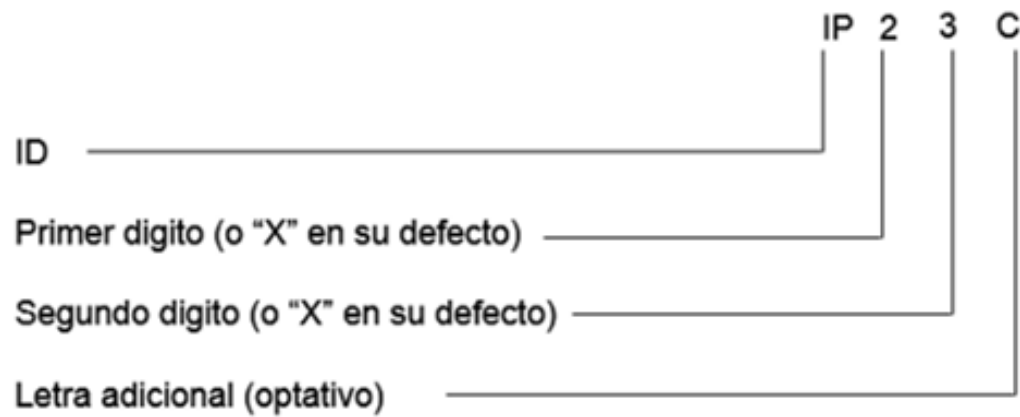 IP 2 3 C
ID
Primer digito (o “X” en su defecto)
Segundo digito (o “X” en su defecto)
Letra adicional (optativo)